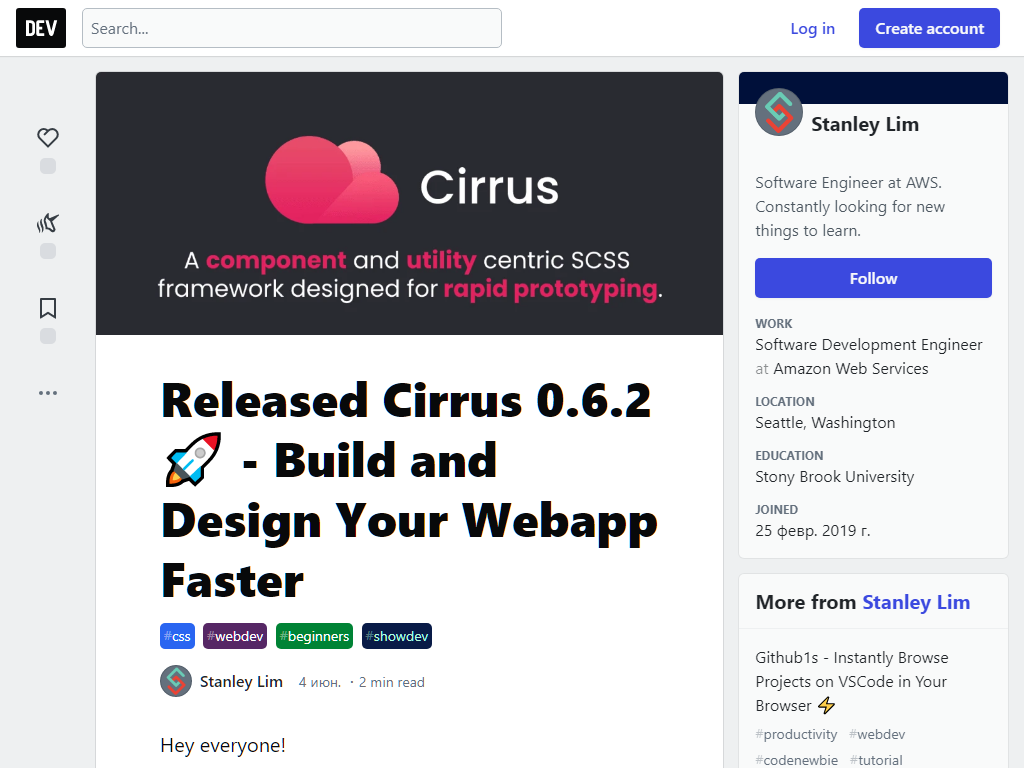 DEV
Search...
Log in
Create account
Cirrus
A component and utility centric SCSS
framework designed for rapid prototyping.
Released Cirrus 0.6.2
🚀 - Build and
Design Your Webapp
Faster
#css #webdev #beginners #showdev
Stanley Lim 4 июн. ・2 min read
Hey everyone!
Stanley Lim
Software Engineer at AWS.
Constantly looking for new
things to learn.
Follow
WORK
Software Development Engineer
at Amazon Web Services
LOCATION
Seattle, Washington
EDUCATION
Stony Brook University
JOINED
25 февр. 2019 г.
More from Stanley Lim
Github1s - Instantly Browse
Projects on VSCode in Your
Browser ⚡
#productivity #webdev
#codenewbie #tutorial